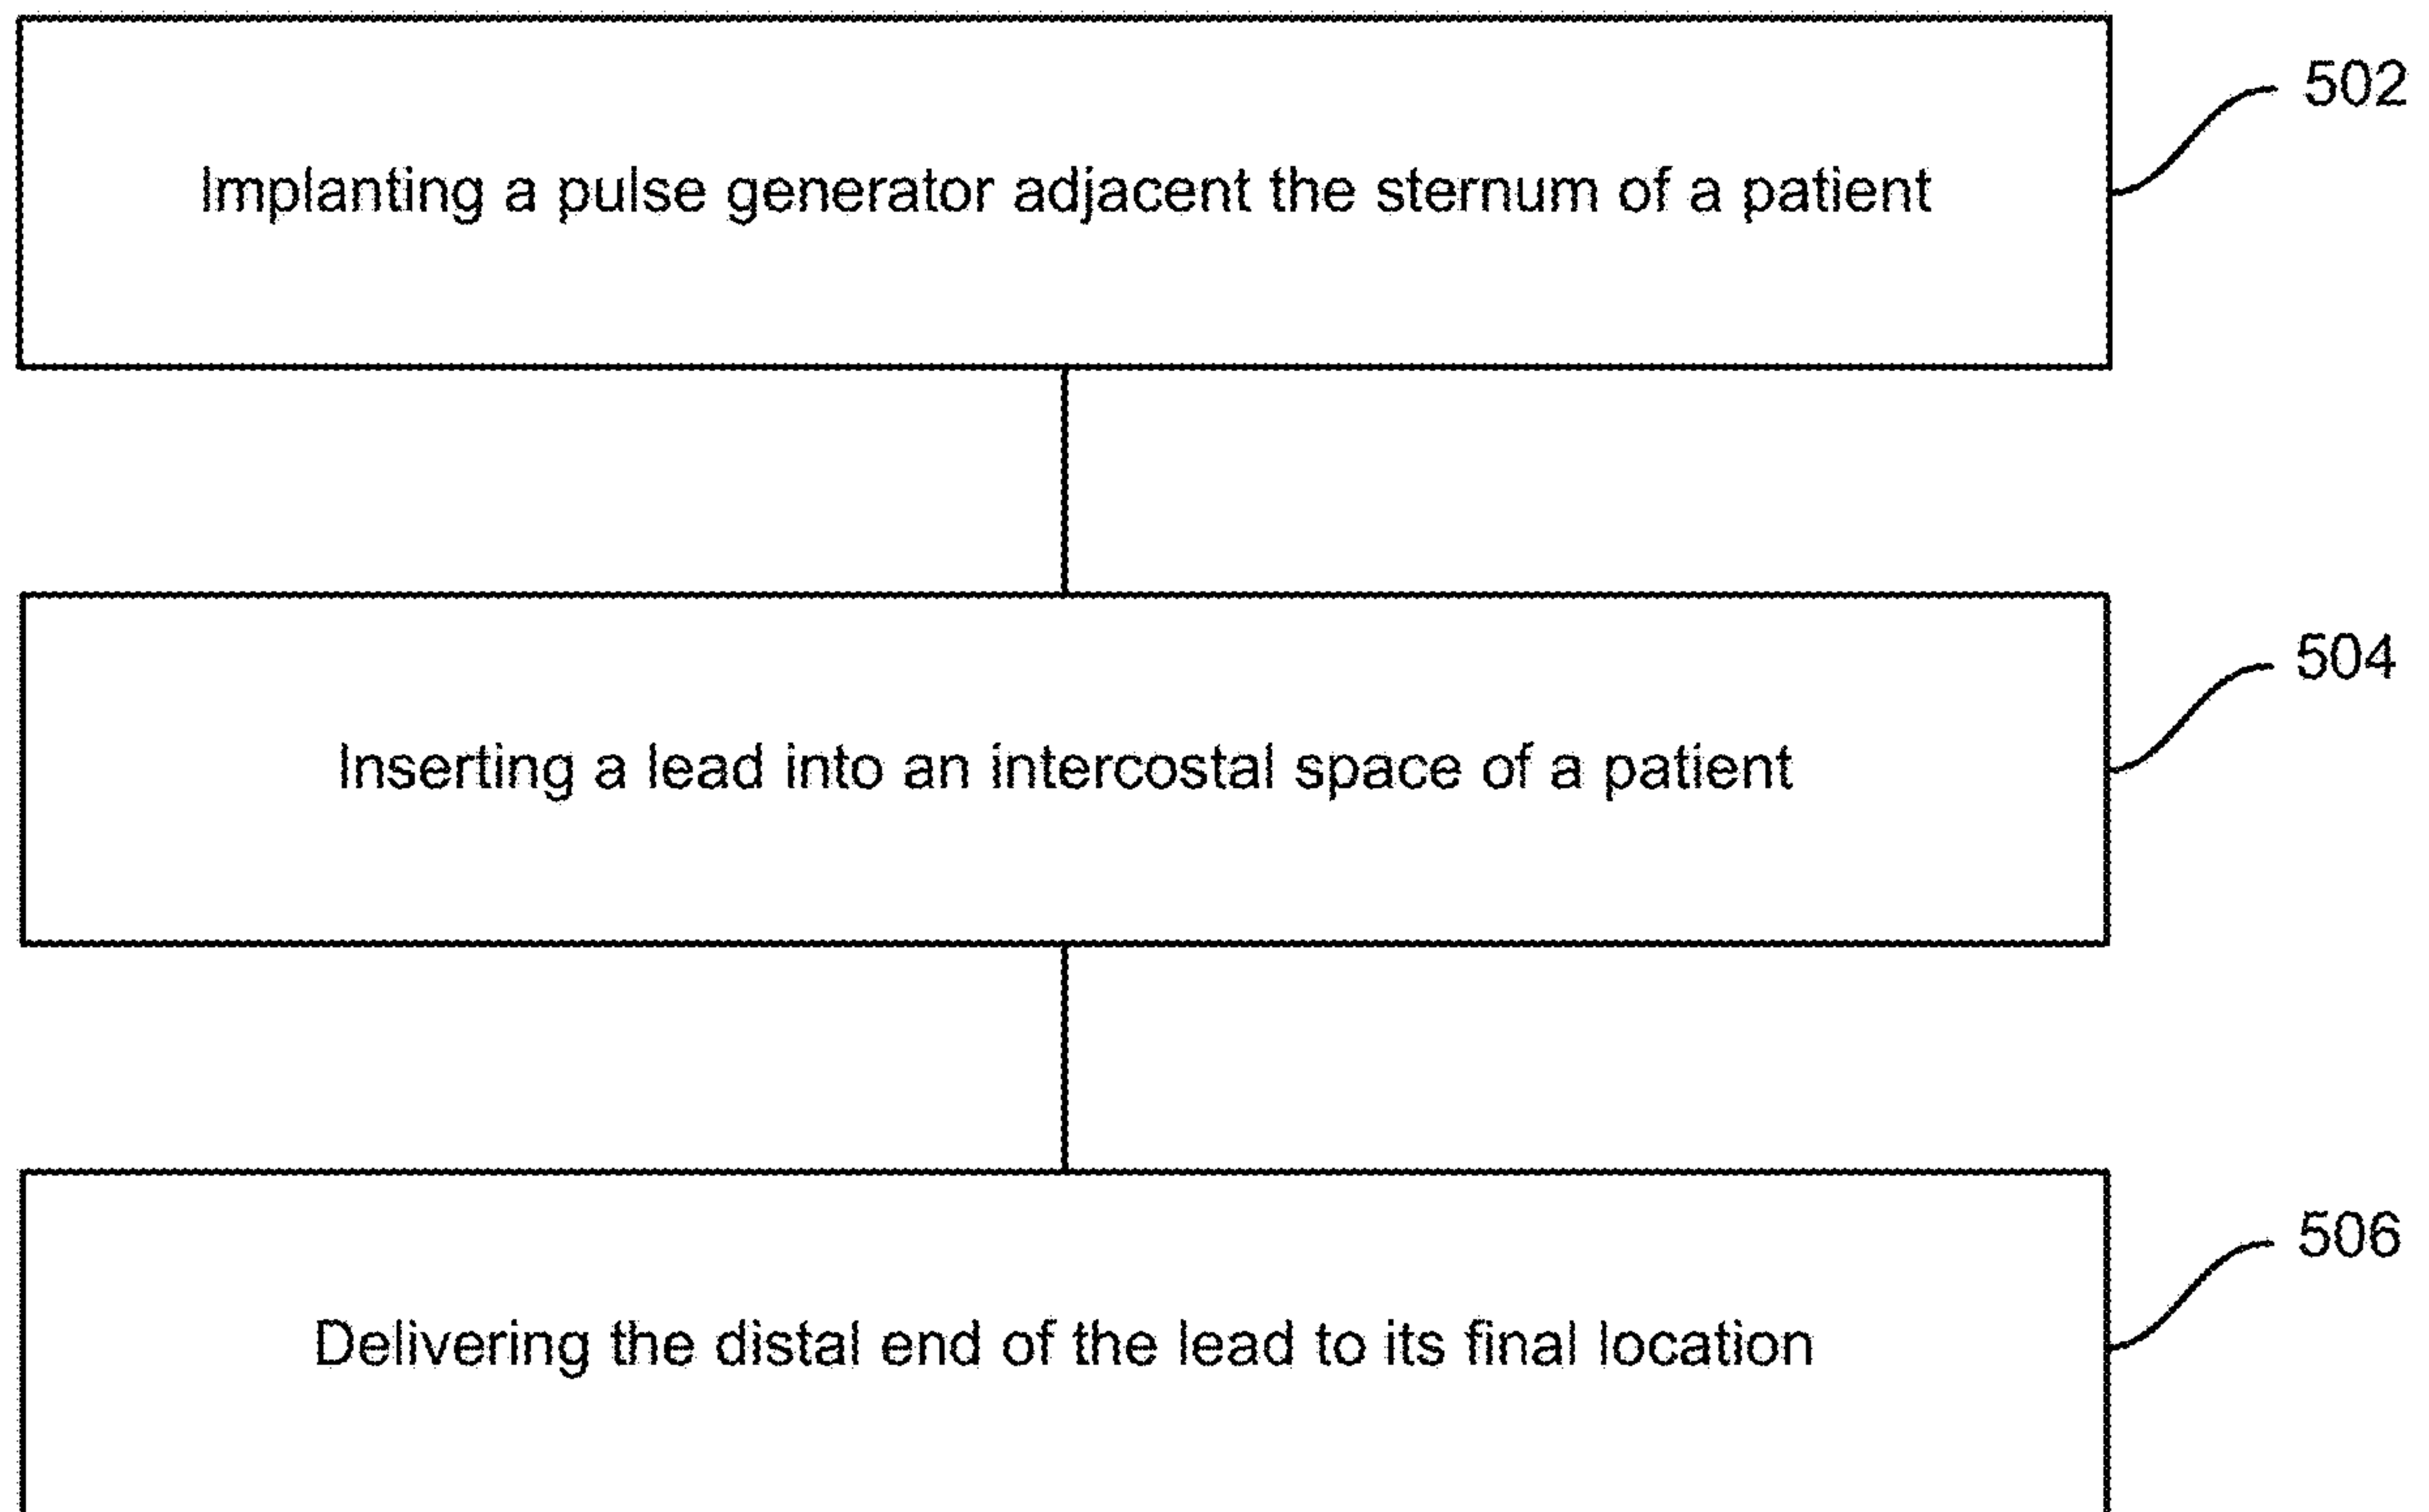 502
Implanting a pulse generator adjacent the sternum of a patient
504
Inserting a lead into an intercostal space of a patient
506
Delivering the distal end of the lead to its final location